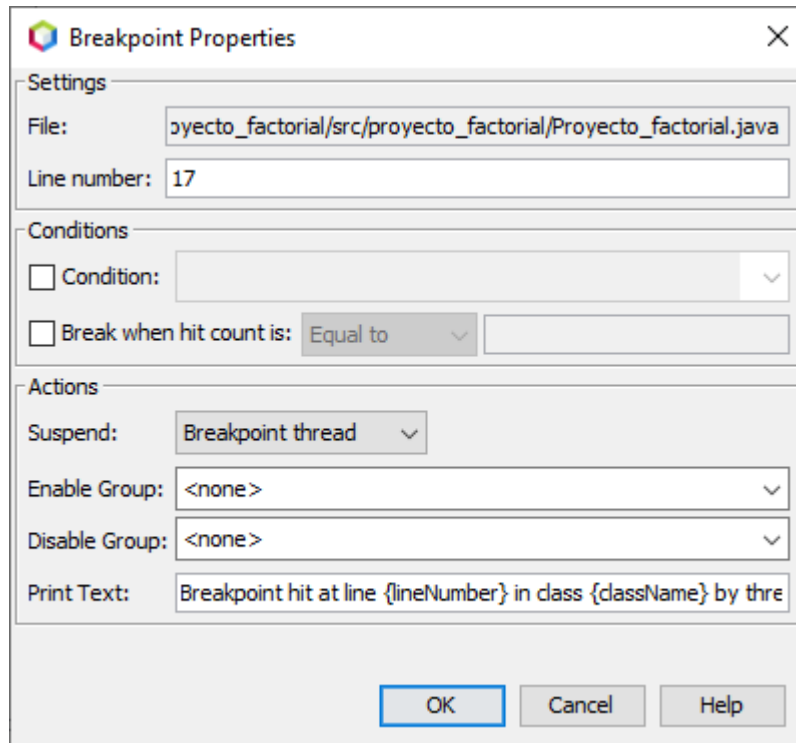 Breakpoint Properties
Settings
File: oyecto_factorial/src/proyecto_factorial/Proyecto_factorial.java
Line number: 17
Conditions
Condition:
Break when hit count is: Equal to
Actions
Suspend: Breakpoint thread
Enable Group: <none>
Disable Group: <none>
Print Text: Breakpoint hit at line {lineNumber} in class {className} by thre
OK Cancel Help